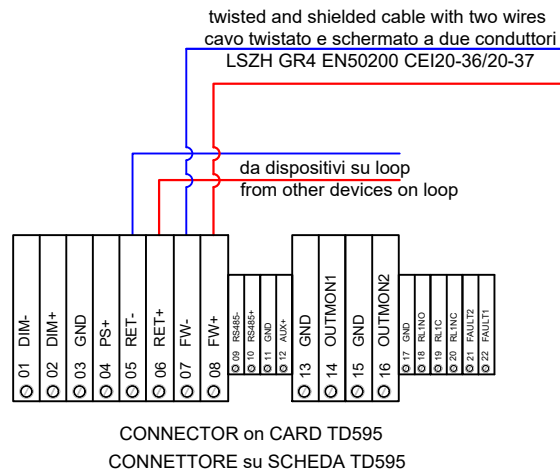 twisted and shielded cable with two wires
cavo twistato e schermato a due conduttori
LSZH GR4 EN50200 CEI20-36/20-37
da dispositivi su loop
from other devices on loop
01 DIM-
02 DIM+
03 GND
04 PS+
05 RET-
06 RET+
07 FW-
08 FW+
09 RS485-
10 RS485+
11 GND
12 AUX+
13 GND
14 OUTMON1
15 GND
16 OUTMON2
17 GND
18 RL1NO
19 RL1C
20 RL1NC
21 FAULT2
22 FAULT1
CONNECTOR on CARD TD595
CONNETTORE su SCHEDA TD595